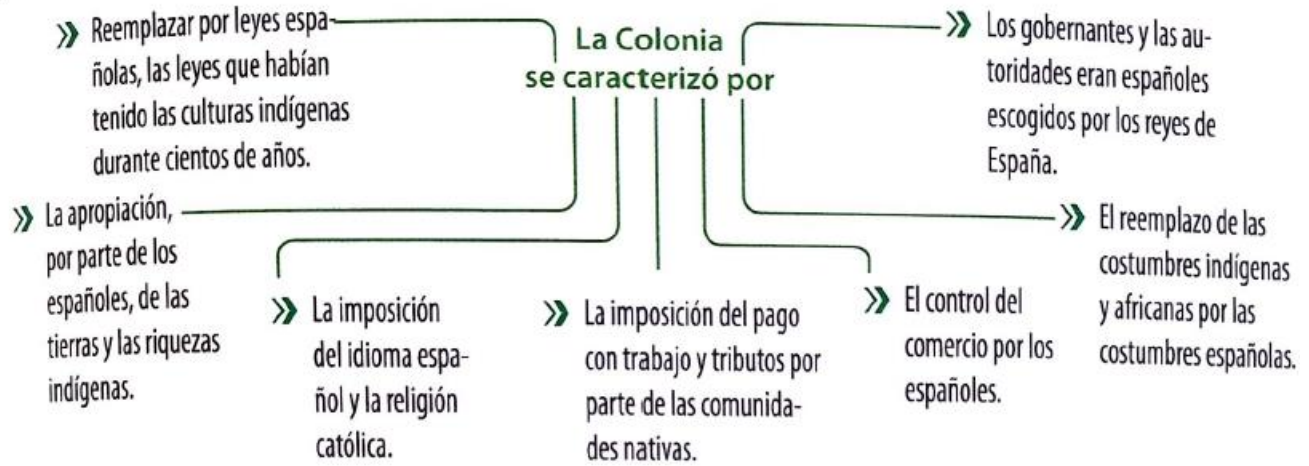 La Colonia
se caracterizó por
» Reemplazar por leyes espa-
ñolas, las leyes que habían
tenido las culturas indígenas
durante cientos de años.
» La apropiación,
por parte de los
españoles, de las
tierras y las riquezas
indígenas.
» La imposición
del idioma espa-
ñol y la religión
católica.
» La imposición del pago
con trabajo y tributos por
parte de las comunida-
des nativas.
» El control del
comercio por los
españoles.
» El reemplazo de las
costumbres indígenas
y africanas por las
costumbres españolas.
» Los gobernantes y las au-
toridades eran españoles
escogidos por los reyes de
España.